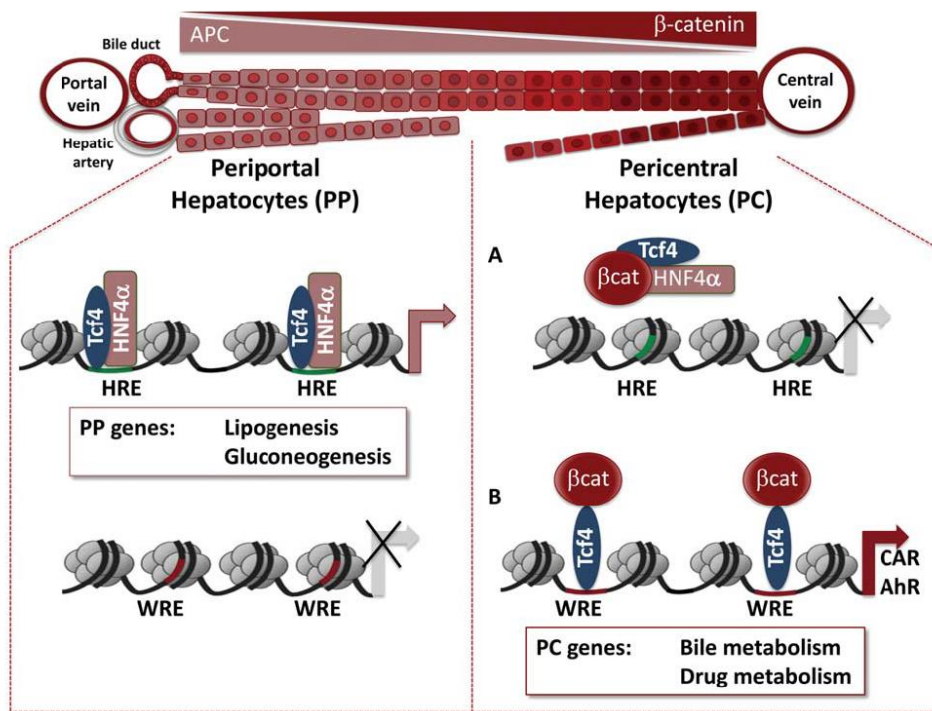 APC
β-catenin
Bile duct
Portal
vein
Central
vein
Hepatic
artery
Periportal
Hepatocytes (PP)
Pericentral
Hepatocytes (PC)
Tcf4
HNF4α
Tcf4
HNF4α
HRE
HRE
PP genes: Lipogenesis
Gluconeogenesis
WRE
WRE
A
Tcf4
βcat
HNF4α
HRE
HRE
B
βcat
βcat
Tcf4
Tcf4
CAR
AhR
WRE
WRE
PC genes: Bile metabolism
Drug metabolism